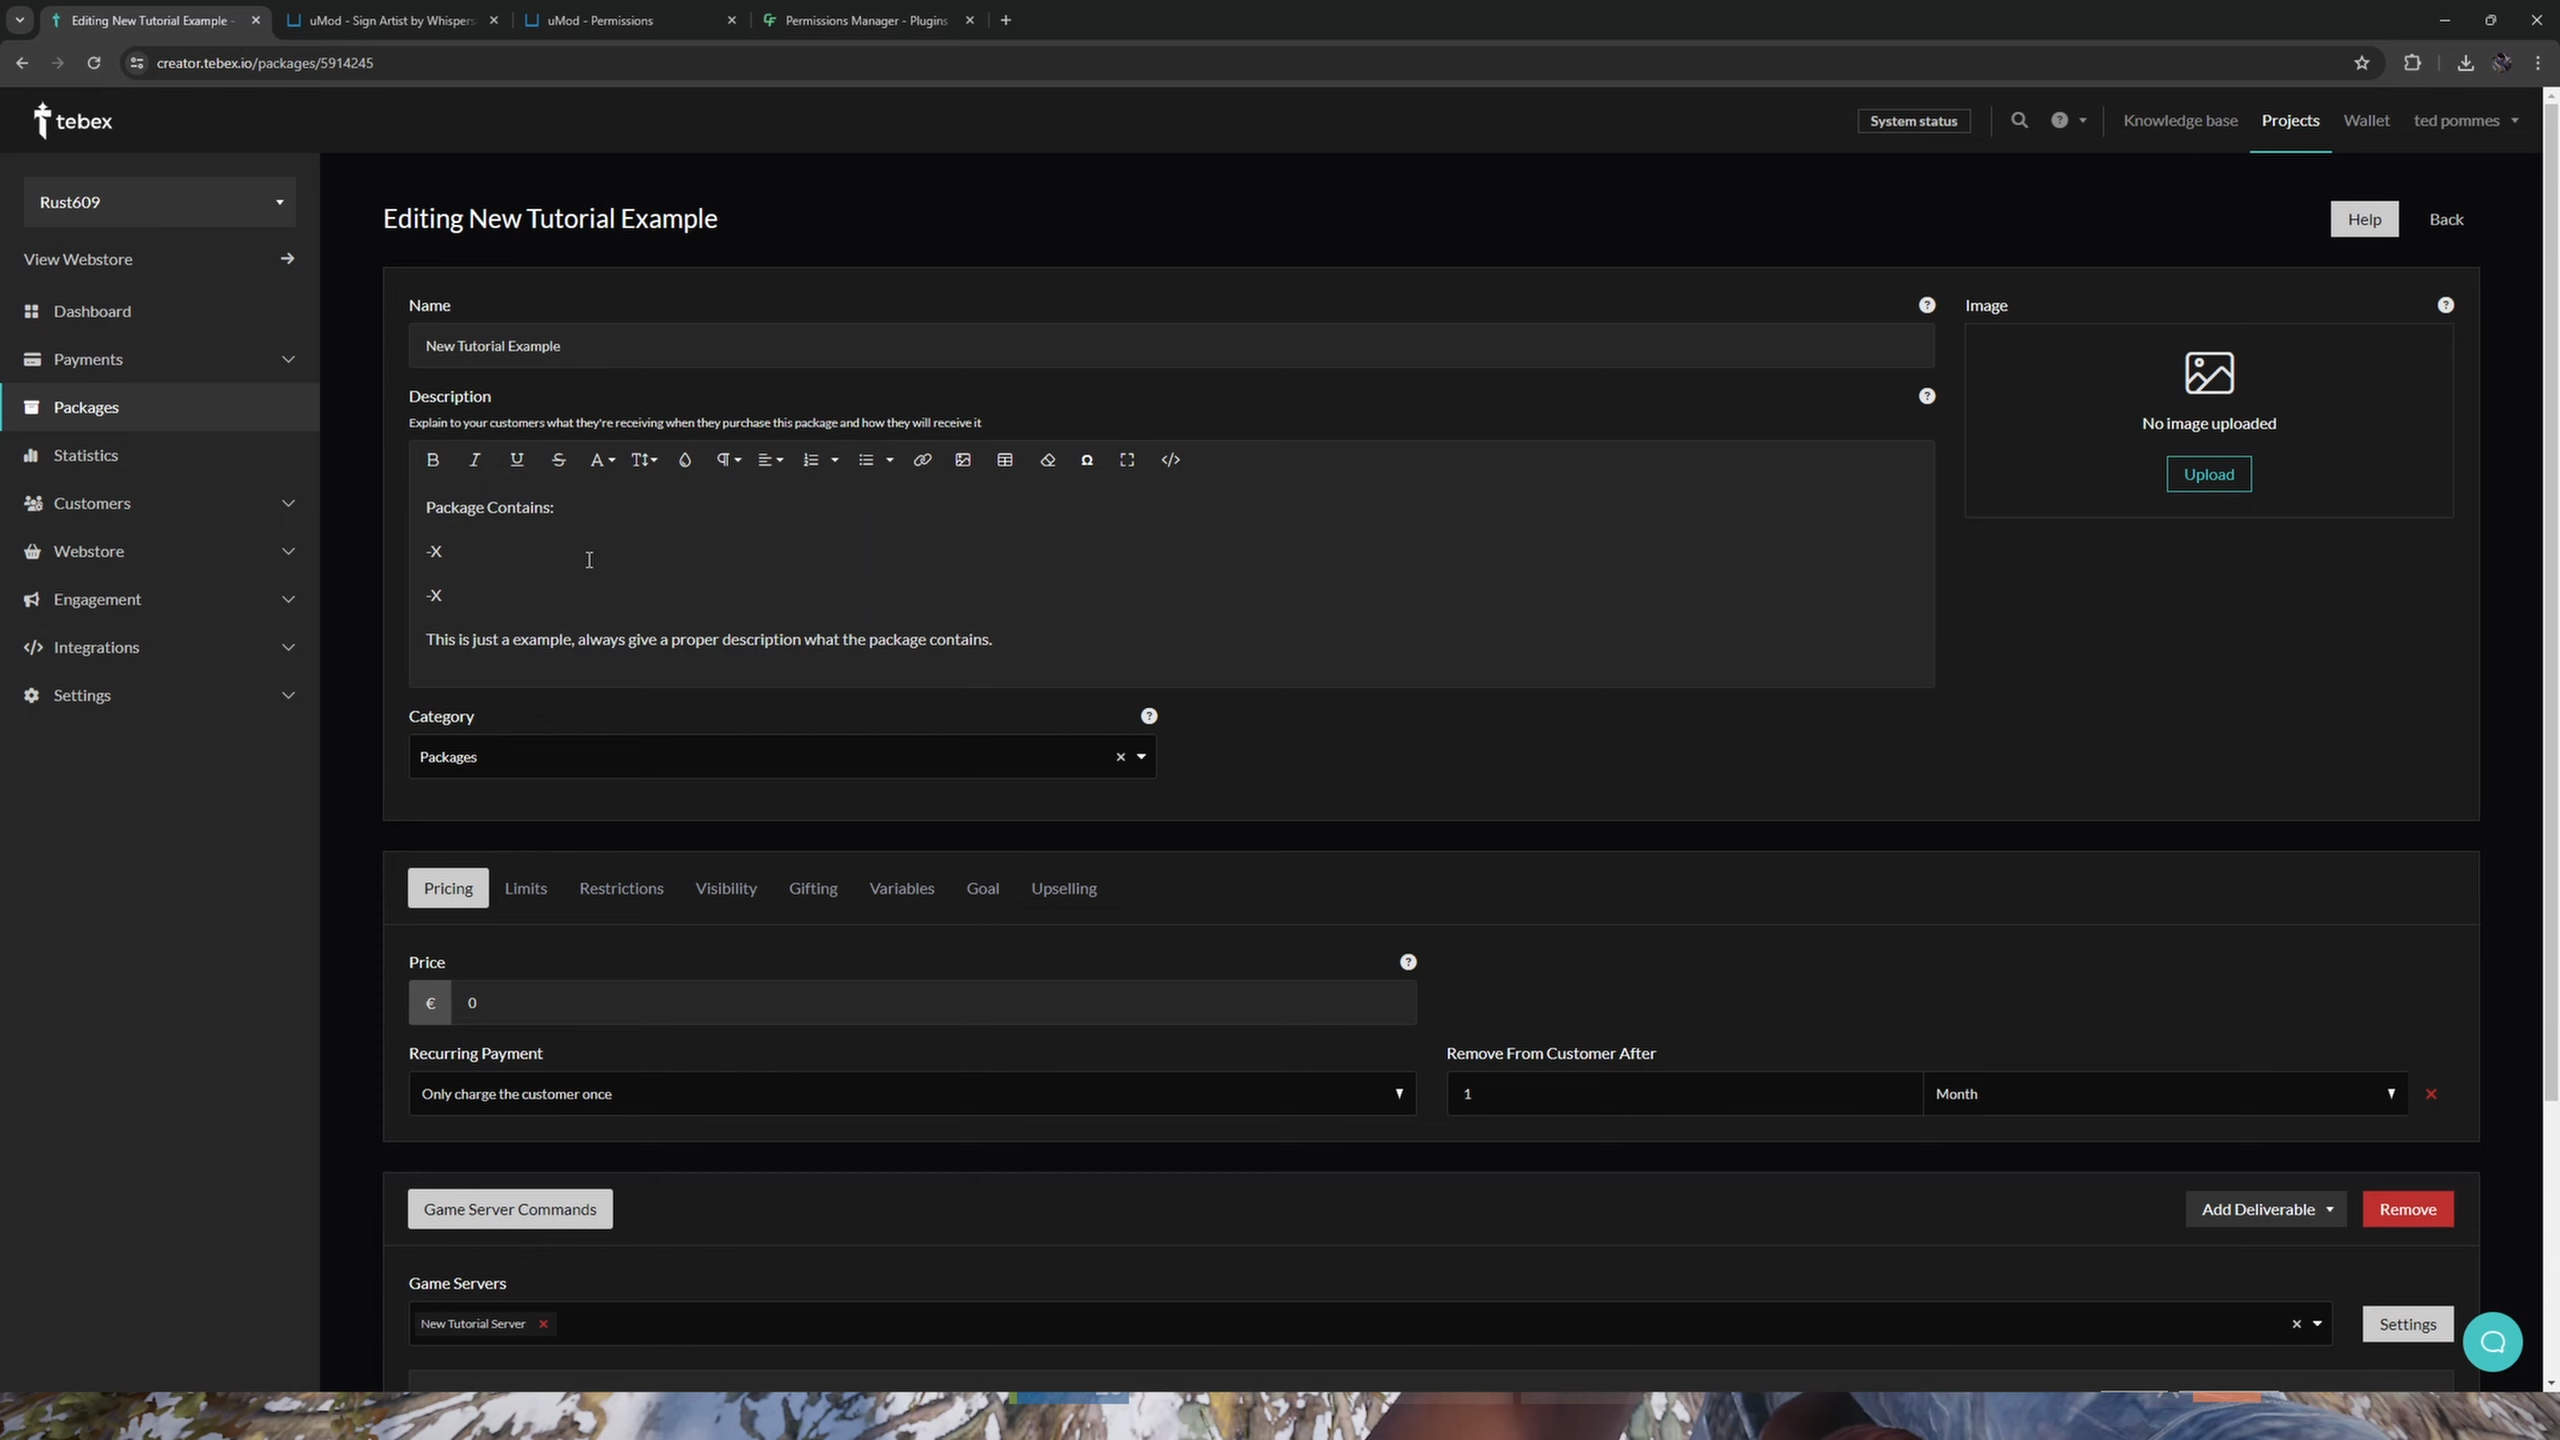 Editing New Tutorial Example -
uMod - Sign Artist by Whispers
uMod - Permissions
Permissions Manager - Plugins
creator.tebex.io/packages/5914245
tebex
System status
Knowledge base
Projects
Wallet
ted pommes
Rust609
View Webstore
Dashboard
Payments
Packages
Statistics
Customers
Webstore
Engagement
Integrations
Settings
Editing New Tutorial Example
Help
Back
Name
New Tutorial Example
Description
Explain to your customers what they're receiving when they purchase this package and how they will receive it
Package Contains:
-X
-X
This is just a example, always give a proper description what the package contains.
Category
Packages
Image
No image uploaded
Upload
Pricing
Limits
Restrictions
Visibility
Gifting
Variables
Goal
Upselling
Price
€ 0
Recurring Payment
Only charge the customer once
Remove From Customer After
1
Month
Game Server Commands
Add Deliverable
Remove
Game Servers
New Tutorial Server
Settings